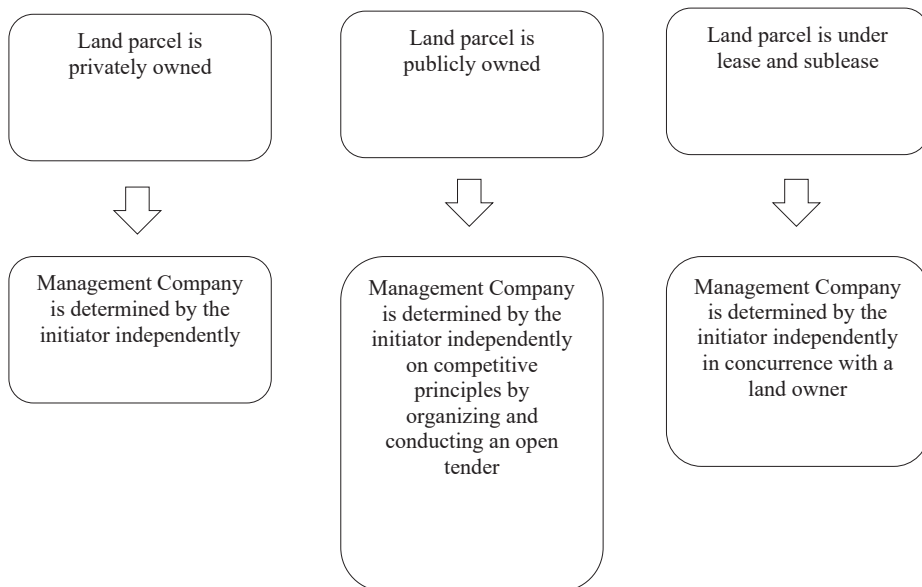 Land parcel is
privately owned
Land parcel is
publicly owned
Land parcel is under
lease and sublease
Management Company
is determined by the
initiator independently
Management Company
is determined by the
initiator independently
on competitive
principles by
organizing and
conducting an open
tender
Management Company
is determined by the
initiator independently
in concurrence with a
land owner